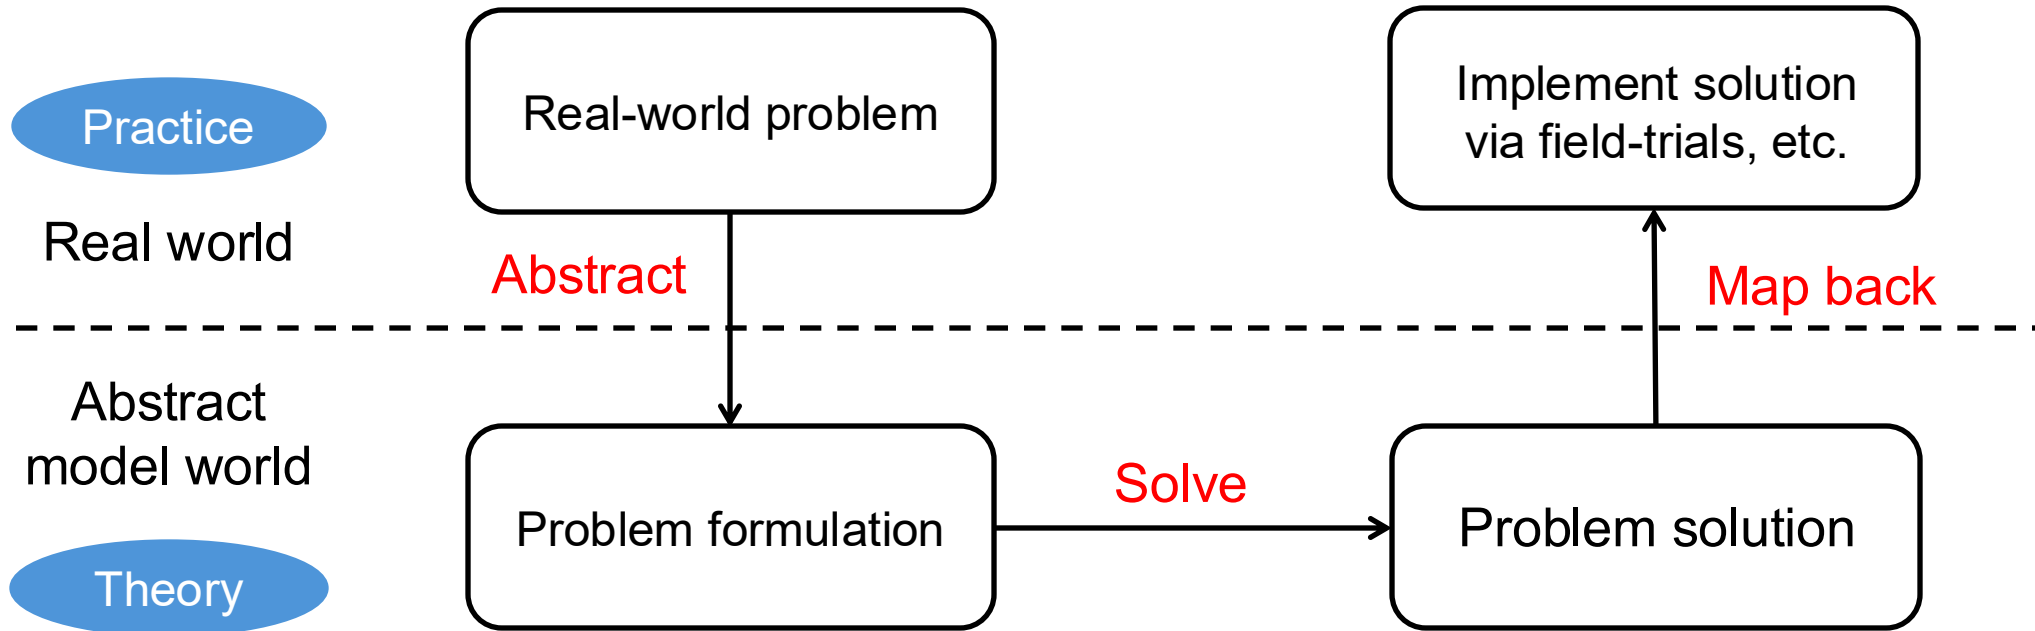 Practice
Real-world problem
Implement solution
via field-trials, etc.
Real world
Abstract
Map back
Abstract
model world
Solve
Problem formulation
Problem solution
Theory